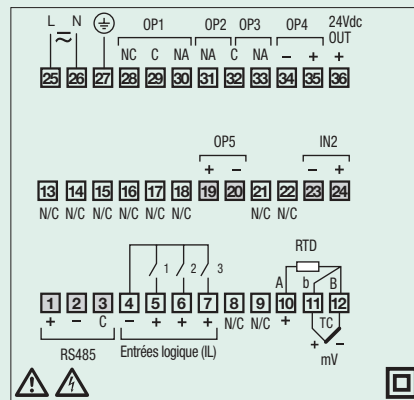 L N OP1 OP2 OP3 OP4 24Vdc OUT
NC C NA NA C NA − + +
25 26 27 28 29 30 31 32 33 34 35 36
OP5 IN2
+ − − +
13 14 15 16 17 18 19 20 21 22 23 24
N/C N/C N/C N/C N/C N/C N/C N/C
RTD
1 2 3
A b B
1 2 3 4 5 6 7 8 9 10 11 12
+ − C − + + + N/C N/C + TC
RS485 Entrées logique (IL) + −
mV